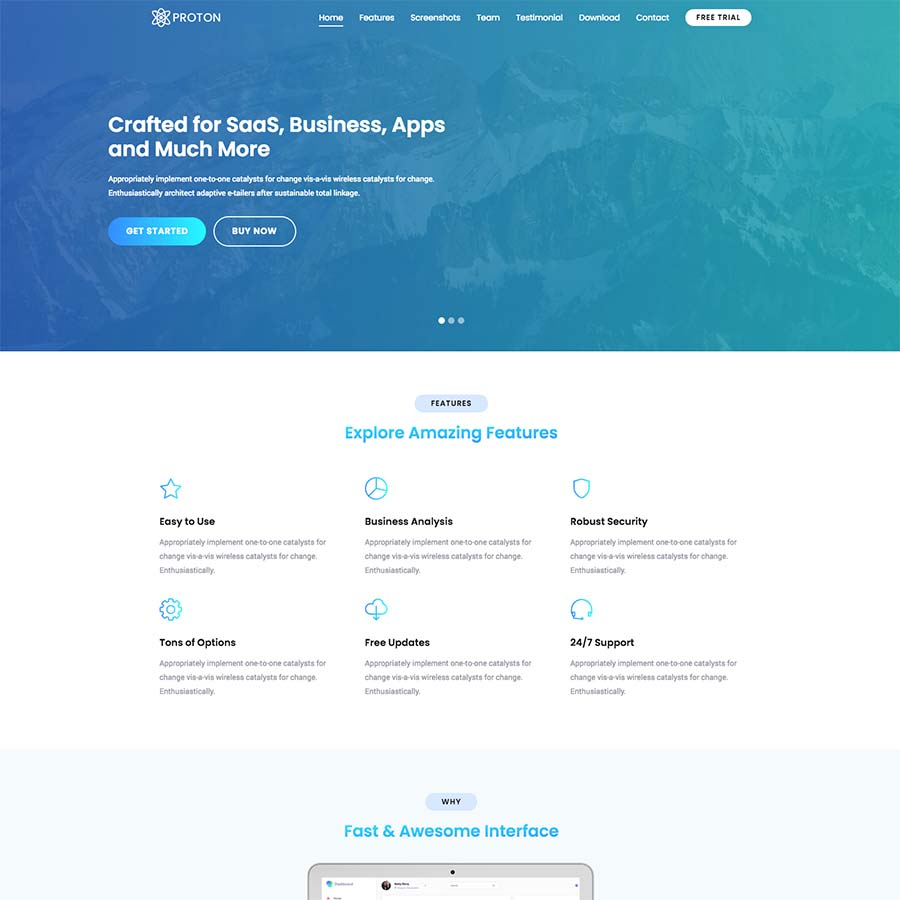 PROTON
Home Features Screenshots Team Testimonial Download Contact FREE TRIAL
Crafted for SaaS, Business, Apps
and Much More
Appropriately implement one-to-one catalysts for change vis-a-vis wireless catalysts for change.
Enthusiastically architect adaptive e-tailers after sustainable total linkage.
GET STARTED BUY NOW
FEATURES
Explore Amazing Features
Easy to Use
Appropriately implement one-to-one catalysts for
change vis-a-vis wireless catalysts for change.
Enthusiastically.
Business Analysis
Appropriately implement one-to-one catalysts for
change vis-a-vis wireless catalysts for change.
Enthusiastically.
Robust Security
Appropriately implement one-to-one catalysts for
change vis-a-vis wireless catalysts for change.
Enthusiastically.
Tons of Options
Appropriately implement one-to-one catalysts for
change vis-a-vis wireless catalysts for change.
Enthusiastically.
Free Updates
Appropriately implement one-to-one catalysts for
change vis-a-vis wireless catalysts for change.
Enthusiastically.
24/7 Support
Appropriately implement one-to-one catalysts for
change vis-a-vis wireless catalysts for change.
Enthusiastically.
WHY
Fast & Awesome Interface
Dashboard